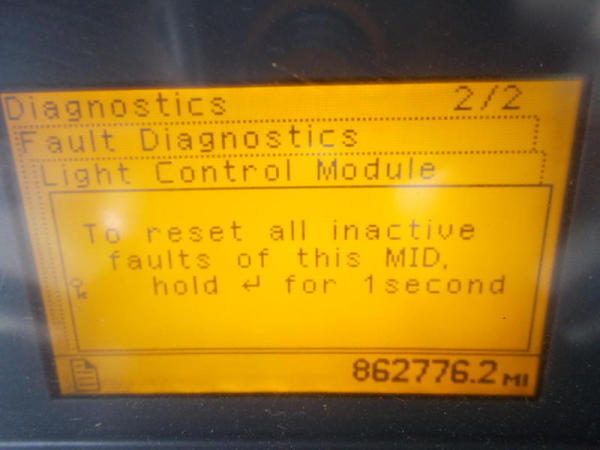 Diagnostics 2/2
Fault Diagnostics
Light Control Module
To reset all inactive
faults of this MID,
hold ↵ for 1second
862776.2 MI